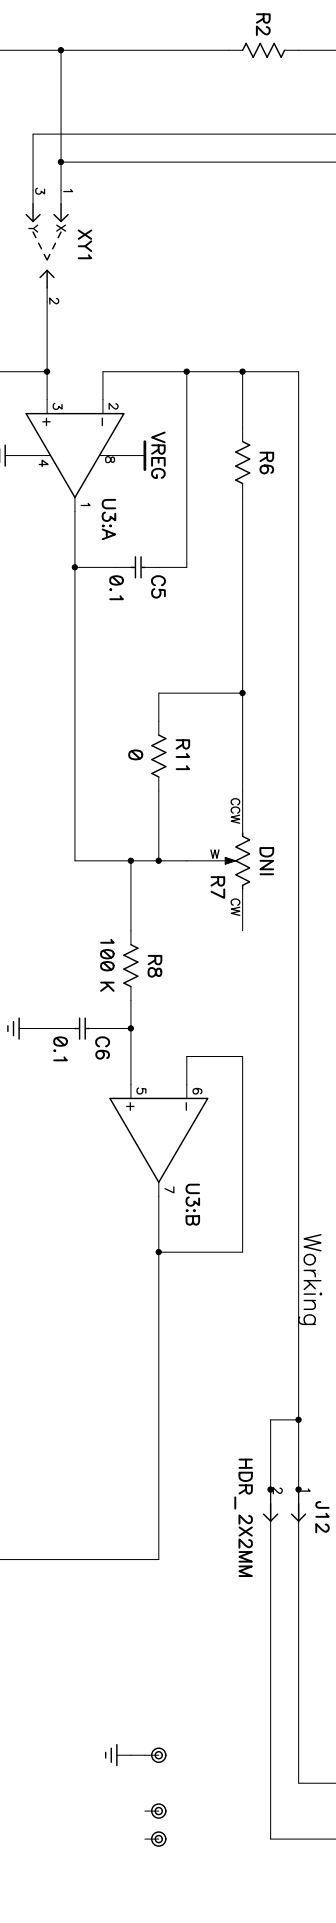 R2
3
1
Y
X
XY1
2
3
2
+
-
4
8
VREG
1
U3:A
R6
C5
0.1
R11
0
CCW
DNI
W
R7
CW
R8
100 K
C6
0.1
5
6
+
-
7
U3:B
Working
HDR_2X2MM
2
1
J12